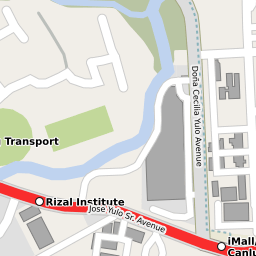 Doña Cecilia Yulo Avenue
Transport
Rizal Institute
Jose Yulo Sr. Avenue
iMall
Canlu